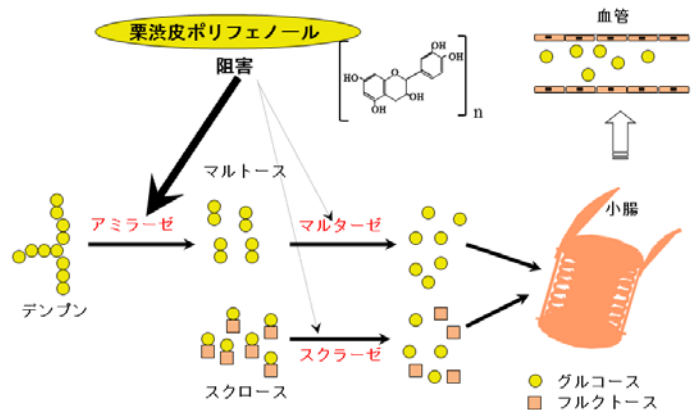 栗渋皮ポリフェノール
阻害
OH
OH
HO
O
OH
OH
n
血管
マルトース
アミラーゼ
マルターゼ
小腸
デンプン
スクラーゼ
スクロース
グルコース
フルクトース